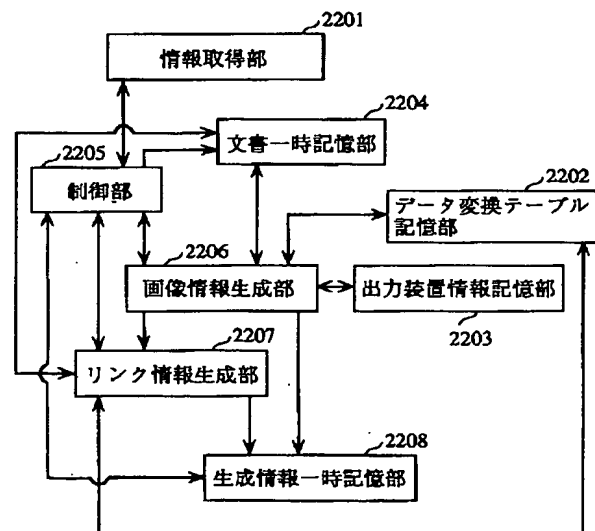 2201
情報取得部
2204
文書一時記憶部
2205
制御部
2202
データ変換テーブル
記憶部
2206
画像情報生成部
出力装置情報記憶部
2203
2207
リンク情報生成部
2208
生成情報一時記憶部